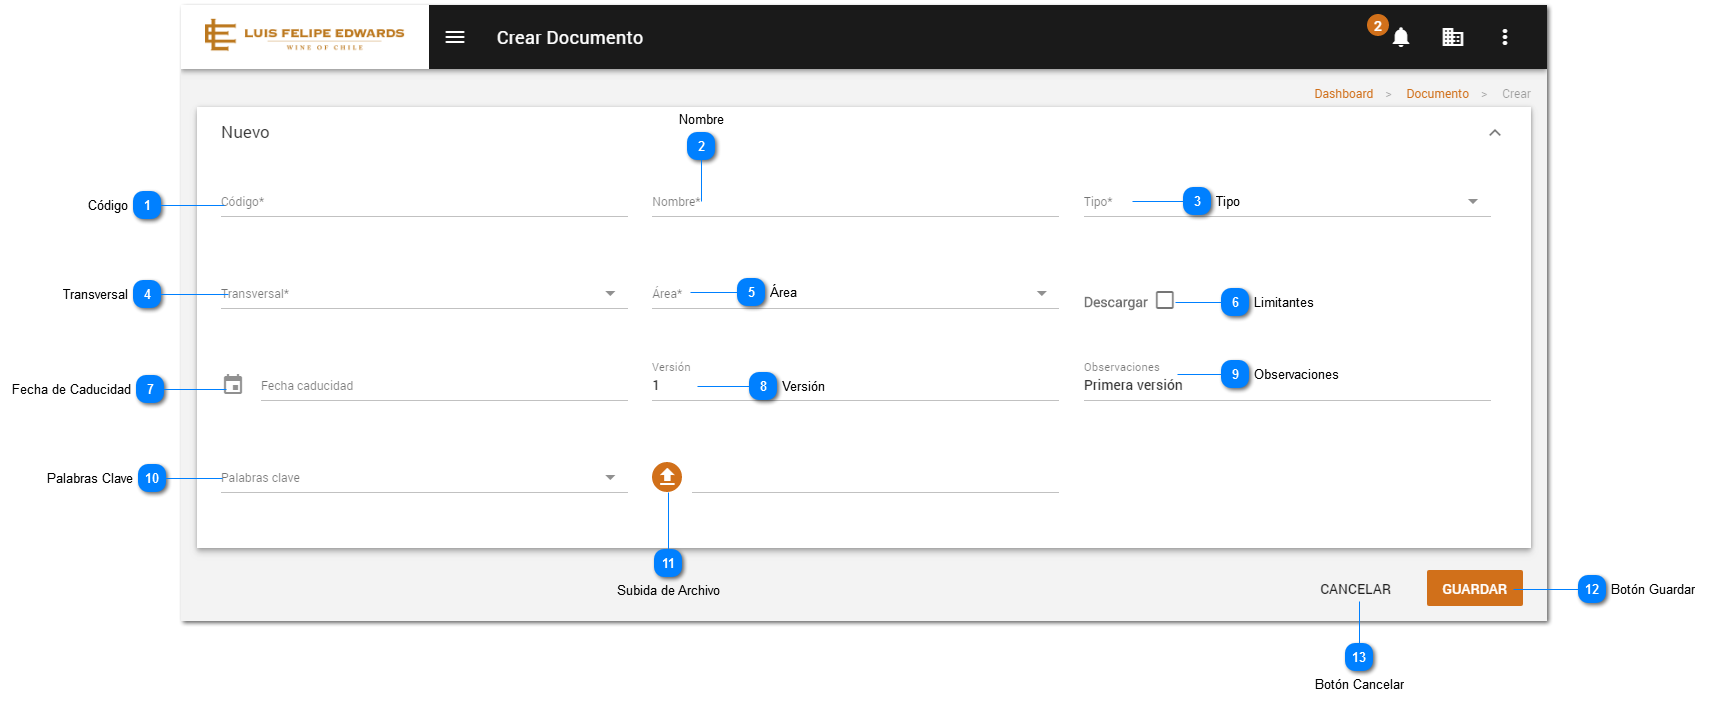 LUIS FELIPE EDWARDS
WINE OF CHILE
Crear Documento
2
Dashboard > Documento > Crear
Nuevo
Nombre
2
Código 1 Código*
Nombre*
Tipo* 3 Tipo
Transversal 4 Transversal*
Área* 5 Área
Descargar 6 Limitantes
Fecha de Caducidad 7 Fecha caducidad
Versión
1 8 Versión
Observaciones
Primera versión
9 Observaciones
Palabras Clave 10 Palabras clave
11
Subida de Archivo
CANCELAR
GUARDAR 12 Botón Guardar
13
Botón Cancelar